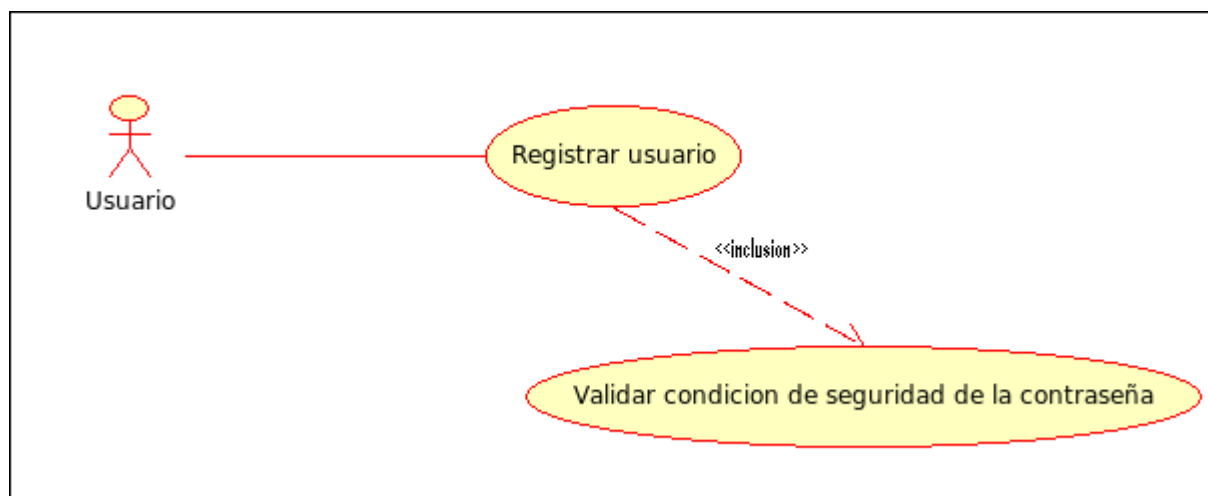 Registrar usuario
Usuario
<<inclusion>>
Validar condicion de seguridad de la contraseña